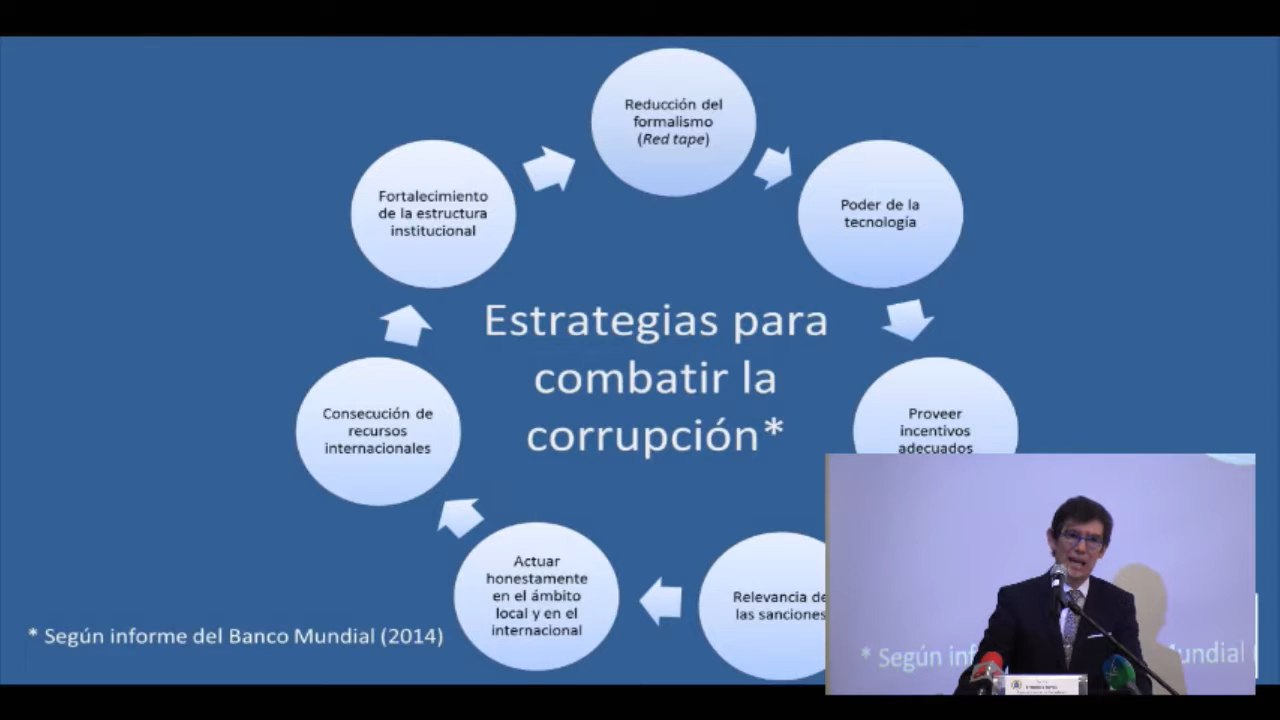 Reducción del
formalismo
(Red tape)
Poder de la
tecnología
Proveer
incentivos
adecuados
Relevancia de
las sanciones
Actuar
honestamente
en el ámbito
local y en el
internacional
Consecución de
recursos
internacionales
Fortalecimiento
de la estructura
institucional
Estrategias para
combatir la
corrupción*
* Según informe del Banco Mundial (2014)
* Según